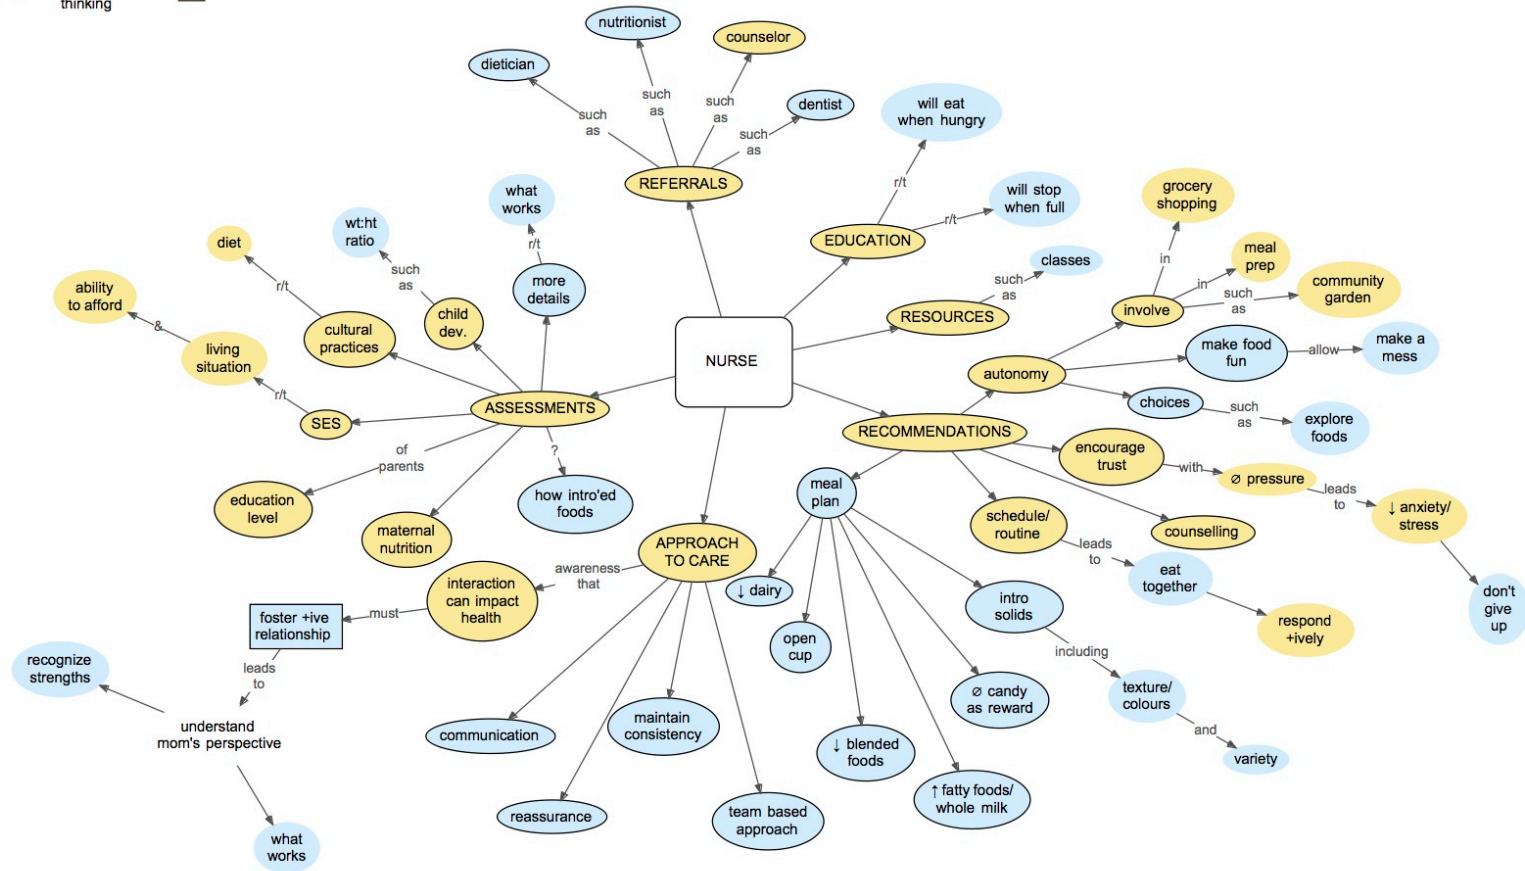 thinking
nutritionist
counselor
dietician
dentist
such
as
such
as
such
as
such
as
REFERRALS
will eat
when hungry
r/t
will stop
when full
r/t
EDUCATION
classes
such
as
RESOURCES
grocery
shopping
in
meal
prep
in
community
garden
such
as
involve
make food
fun
allow
make a
mess
autonomy
choices
such
as
explore
foods
what
works
r/t
more
details
wt:ht
ratio
such
as
child
dev.
diet
r/t
cultural
practices
ability
to afford
&
living
situation
r/t
SES
NURSE
ASSESSMENTS
of
parents
education
level
maternal
nutrition
?
how intro'ed
foods
RECOMMENDATIONS
encourage
trust
with
∅ pressure
leads
to
↓ anxiety/
stress
don't
give
up
counselling
schedule/
routine
leads
to
eat
together
respond
+ively
meal
plan
↓ dairy
open
cup
↓ blended
foods
↑ fatty foods/
whole milk
∅ candy
as reward
intro
solids
including
texture/
colours
and
variety
APPROACH
TO CARE
awareness
that
interaction
can impact
health
must
foster +ive
relationship
leads
to
understand
mom's perspective
recognize
strengths
what
works
communication
reassurance
maintain
consistency
team based
approach